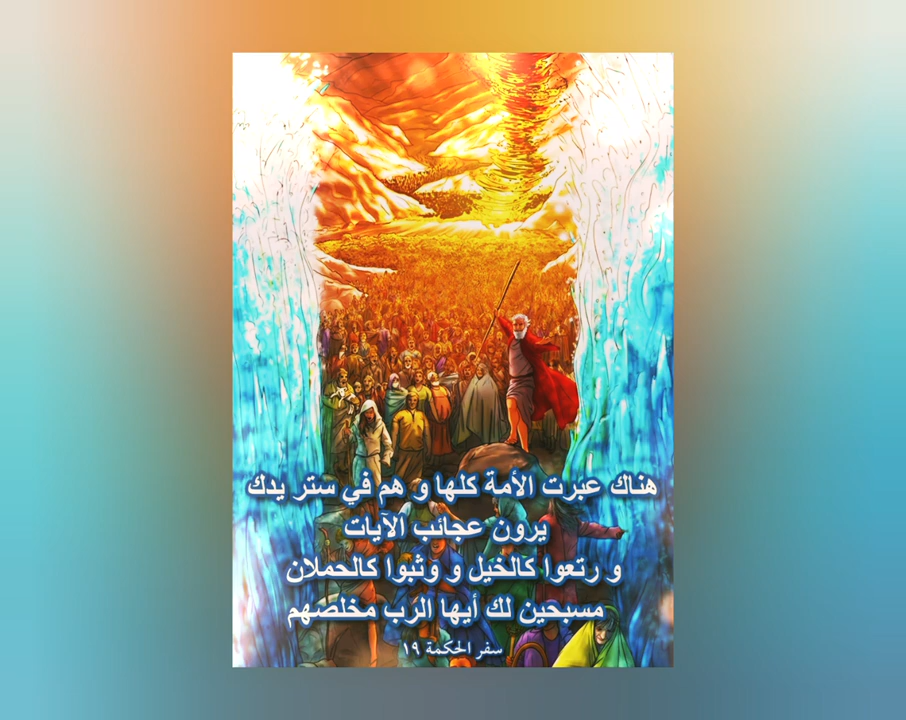 هناك عبرت الأمة كلها و هم في ستر يدك
يرون عجائب الآيات
و رتعوا كالخيل و وثبوا كالحملان
مسبحين لك أيها الرب مخلصهم
سفر الحكمة ١٩